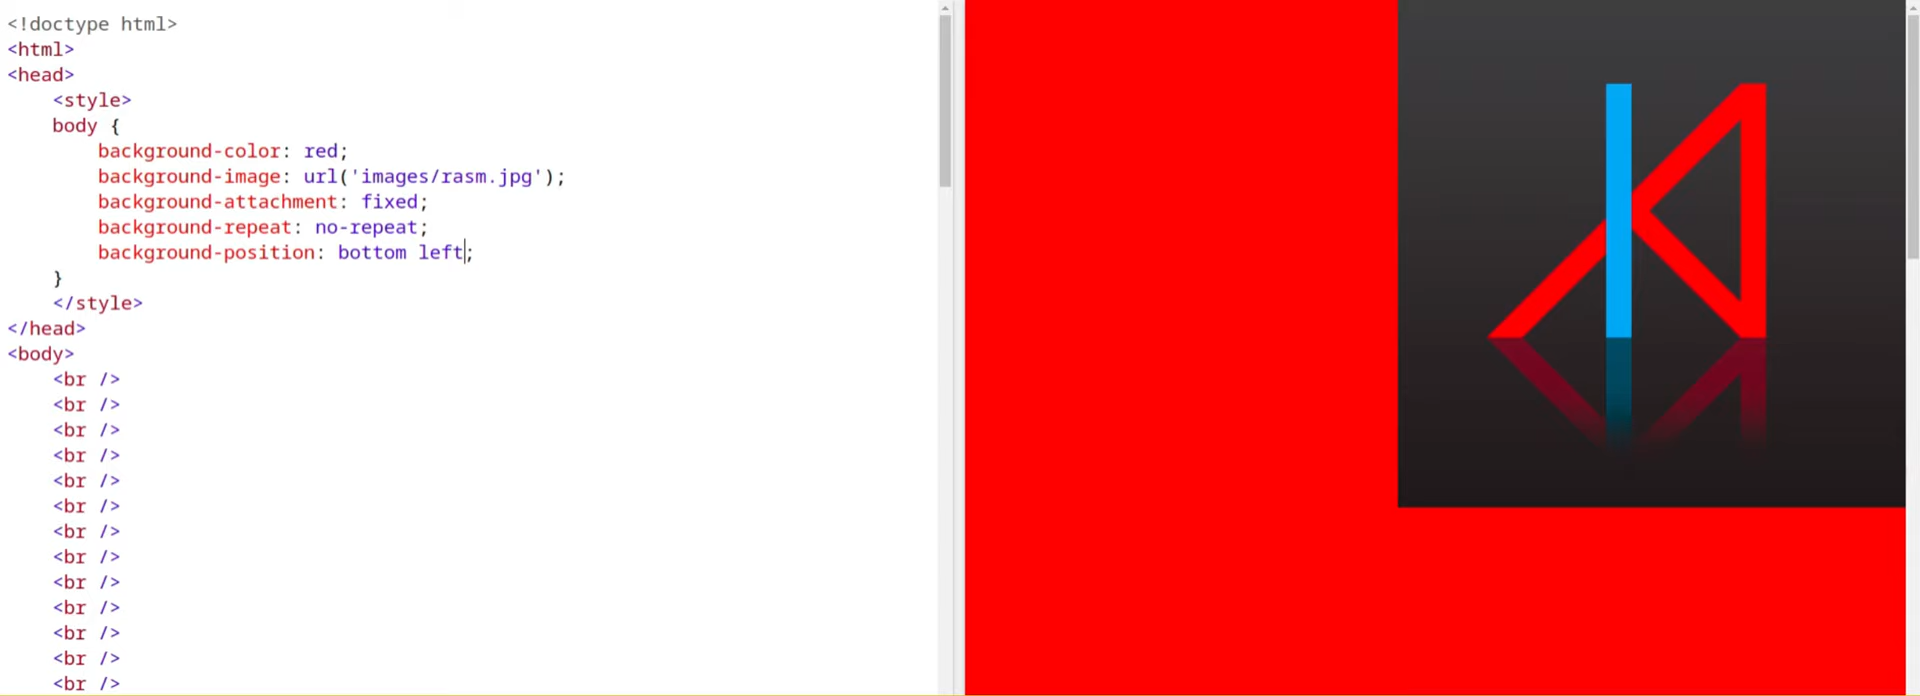 <!doctype html>
<html>
<head>
    <style>
    body {
        background-color: red;
        background-image: url('images/rasm.jpg');
        background-attachment: fixed;
        background-repeat: no-repeat;
        background-position: bottom left;
    }
    </style>
</head>
<body>
    <br />
    <br />
    <br />
    <br />
    <br />
    <br />
    <br />
    <br />
    <br />
    <br />
    <br />
    <br />
    <br />